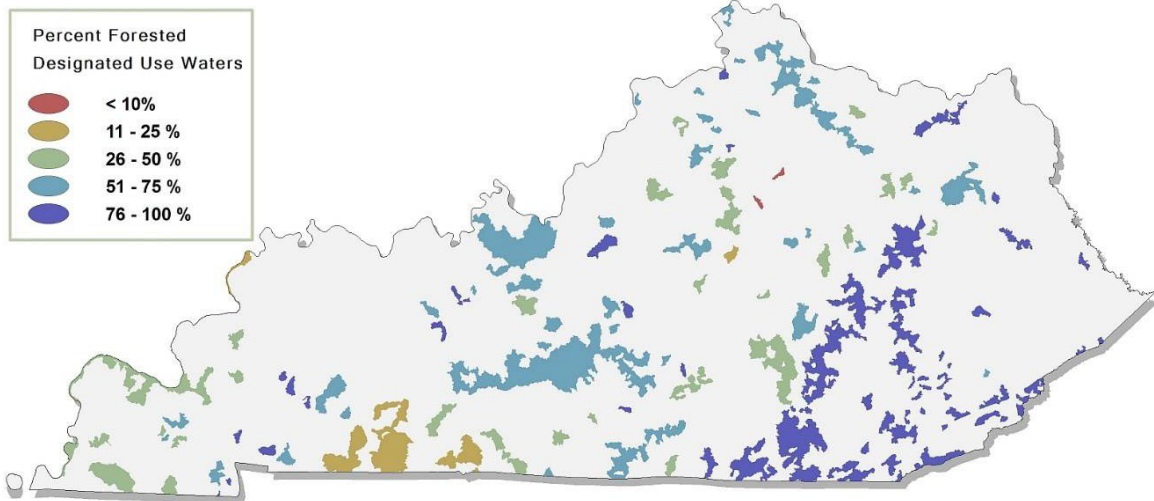 Percent Forested
Designated Use Waters
< 10%
11 - 25 %
26 - 50 %
51 - 75 %
76 - 100 %